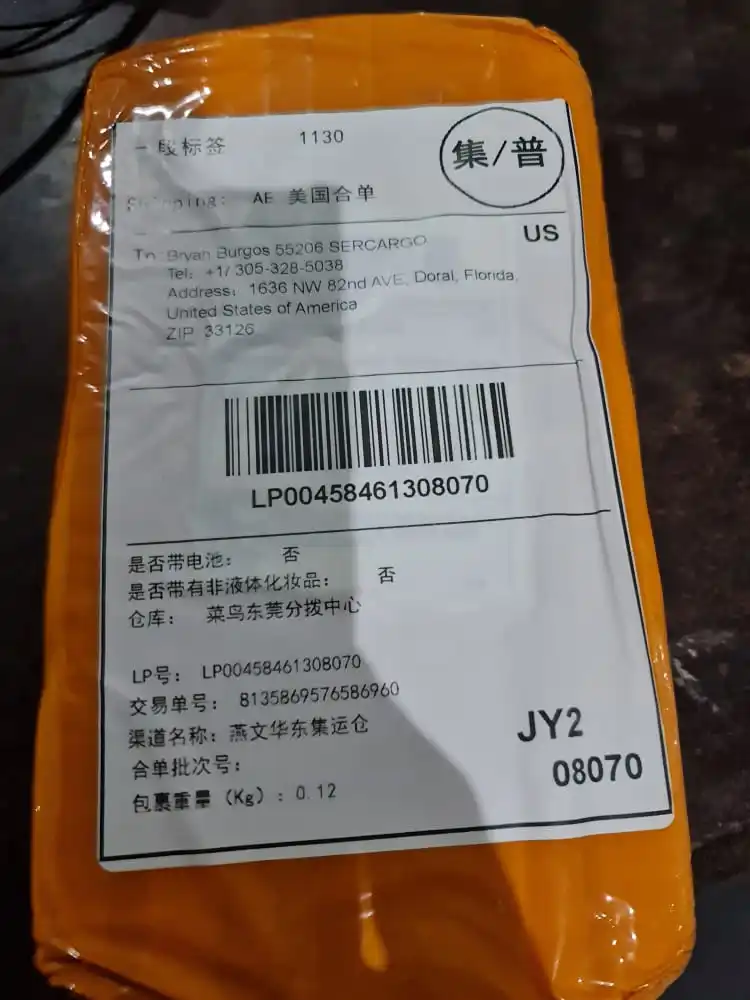 一段标签 1130
集/普
Shipping: AE 美国合单
US
To: Bryan Burgos 55206 SERCARGO
Tel: +1/ 305-328-5038
Address: 1636 NW 82nd AVE, Doral, Florida,
United States of America
ZIP 33126
LP00458461308070
是否带电池: 否
是否带有非液体化妆品: 否
仓库: 菜鸟东莞分拨中心
LP号: LP00458461308070
交易单号: 8135869576586960
渠道名称: 燕文华东集运仓
合单批次号:
包裹重量 (Kg) : 0.12
JY2
08070